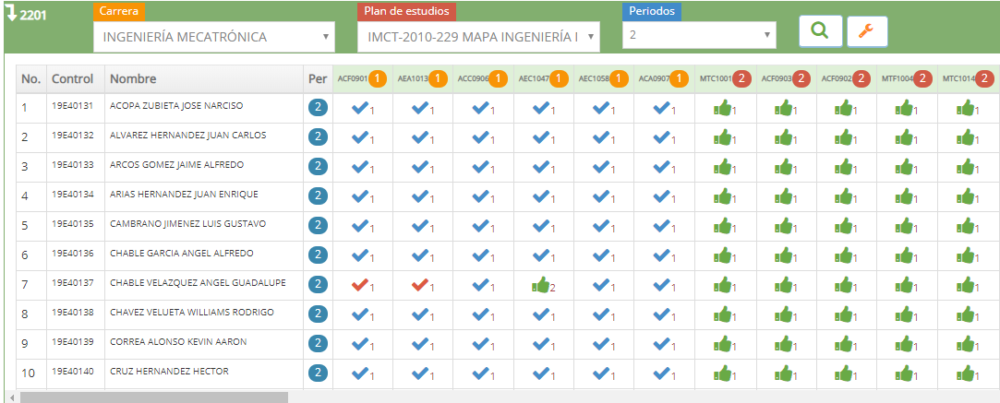 2201
Carrera Plan de estudios Periodos
INGENIERÍA MECATRÓNICA IMCT-2010-229 MAPA INGENIERÍA I 2
No. Control Nombre Per ACF0901 1 AEA1013 1 ACC0906 1 AEC1047 1 AEC1058 1 ACA0907 1 MTC1001 2 ACF0903 2 ACF0902 2 MTF1004 2 MTC1014 2
1 19E40131 ACOPA ZUBIETA JOSE NARCISO 2 1 1 1 1 1 1 1 1 1 1 1
2 19E40132 ALVAREZ HERNANDEZ JUAN CARLOS 2 1 1 1 1 1 1 1 1 1 1 1
3 19E40133 ARCOS GOMEZ JAIME ALFREDO 2 1 1 1 1 1 1 1 1 1 1 1
4 19E40134 ARIAS HERNANDEZ JUAN ENRIQUE 2 1 1 1 1 1 1 1 1 1 1 1
5 19E40135 CAMBRANO JIMENEZ LUIS GUSTAVO 2 1 1 1 1 1 1 1 1 1 1 1
6 19E40136 CHABLE GARCIA ANGEL ALFREDO 2 1 1 1 1 1 1 1 1 1 1 1
7 19E40137 CHABLE VELAZQUEZ ANGEL GUADALUPE 2 1 1 1 2 1 1 1 1 1 1 1
8 19E40138 CHAVEZ VELUETA WILLIAMS RODRIGO 2 1 1 1 1 1 1 1 1 1 1 1
9 19E40139 CORREA ALONSO KEVIN AARON 2 1 1 1 1 1 1 1 1 1 1 1
10 19E40140 CRUZ HERNANDEZ HECTOR 2 1 1 1 1 1 1 1 1 1 1 1